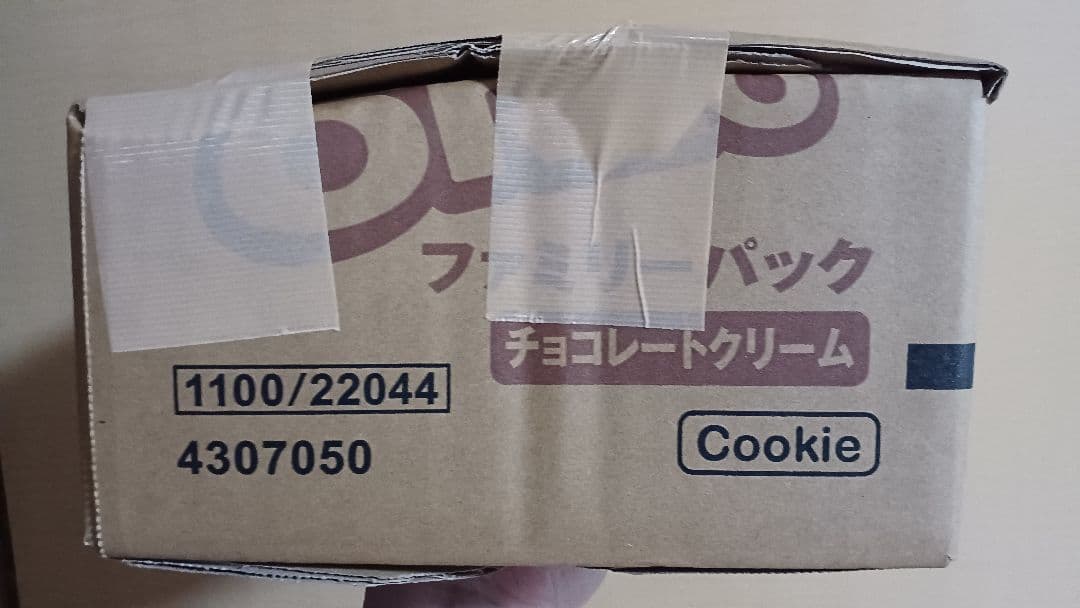 OREO
ファミリーパック
チョコレートクリーム
1100/22044
4307050
Cookie